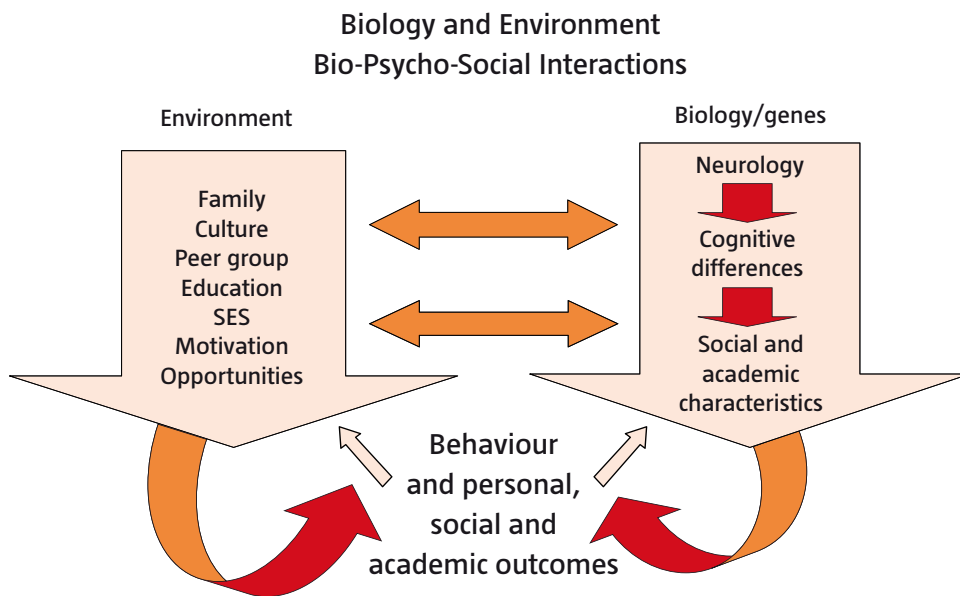 Biology and Environment
Bio-Psycho-Social Interactions
Environment
Family
Culture
Peer group
Education
SES
Motivation
Opportunities
Biology/genes
Neurology
Cognitive
differences
Social and
academic
characteristics
Behaviour
and personal,
social and
academic outcomes